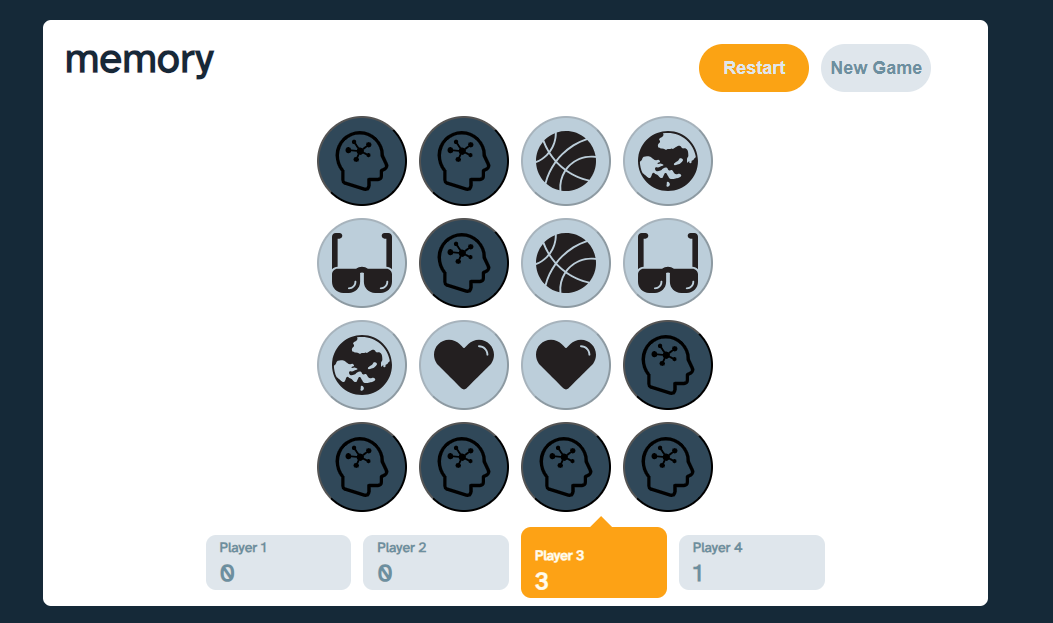 memory
Restart
New Game
Player 1
0
Player 2
0
Player 3
3
Player 4
1